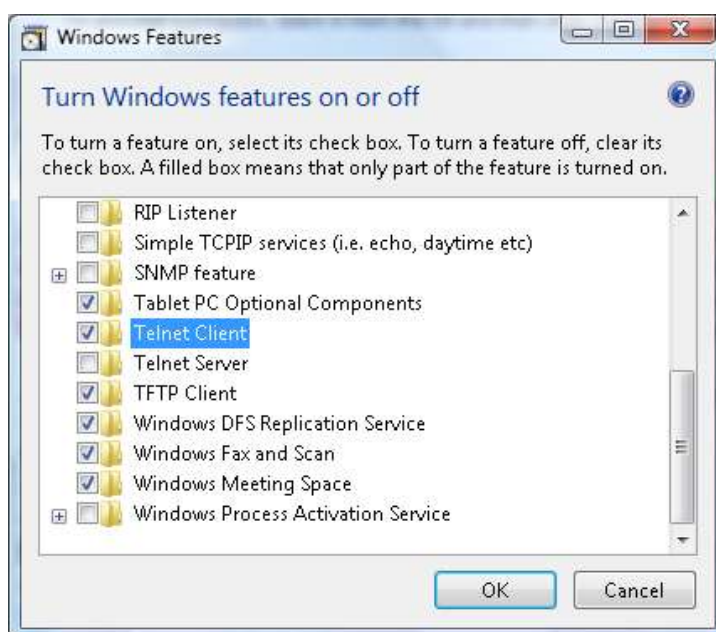 Windows Features
Turn Windows features on or off
To turn a feature on, select its check box. To turn a feature off, clear its
check box. A filled box means that only part of the feature is turned on.
RIP Listener
Simple TCPIP services (i.e. echo, daytime etc)
SNMP feature
Tablet PC Optional Components
Telnet Client
Telnet Server
TFTP Client
Windows DFS Replication Service
Windows Fax and Scan
Windows Meeting Space
Windows Process Activation Service
OK
Cancel